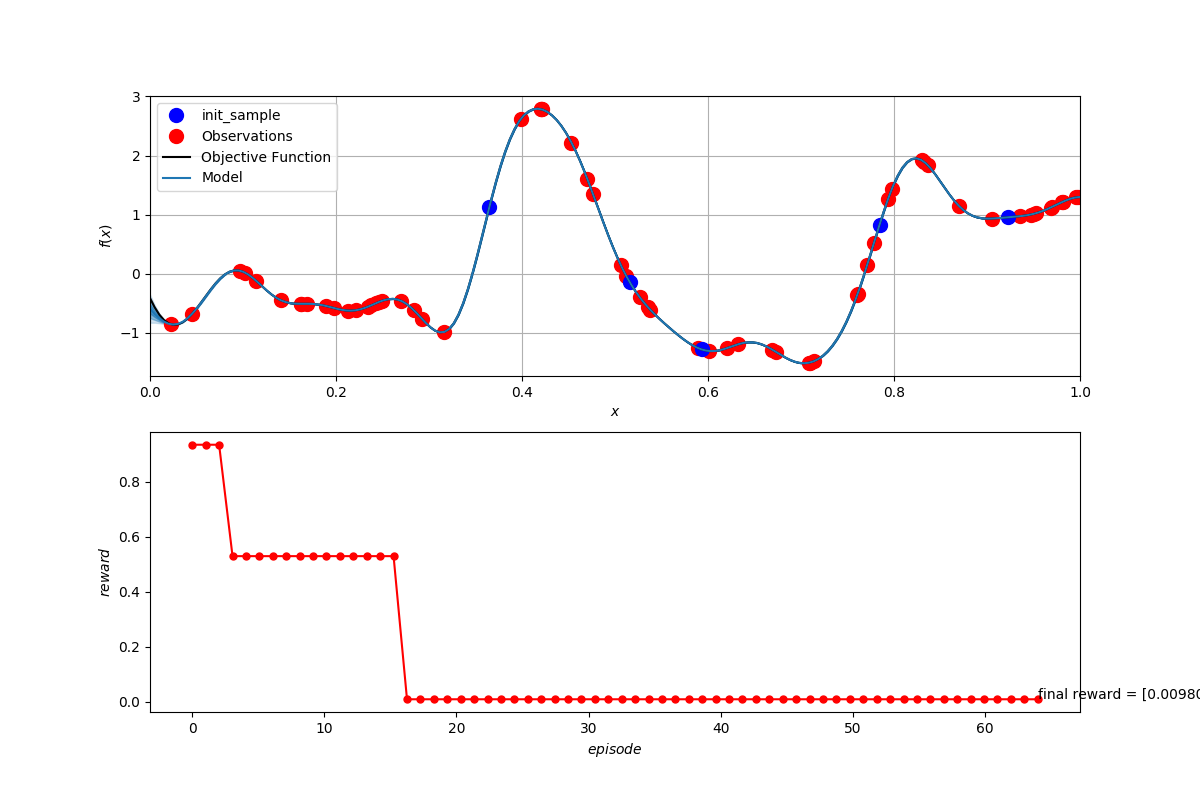 3
2
1
0
−1
f(x)
init_sample
Observations
Objective Function
Model
0.0 0.2 0.4 0.6 0.8 1.0
x
0.8
0.6
0.4
0.2
0.0
reward
final reward = [0.00980
0 10 20 30 40 50 60
episode